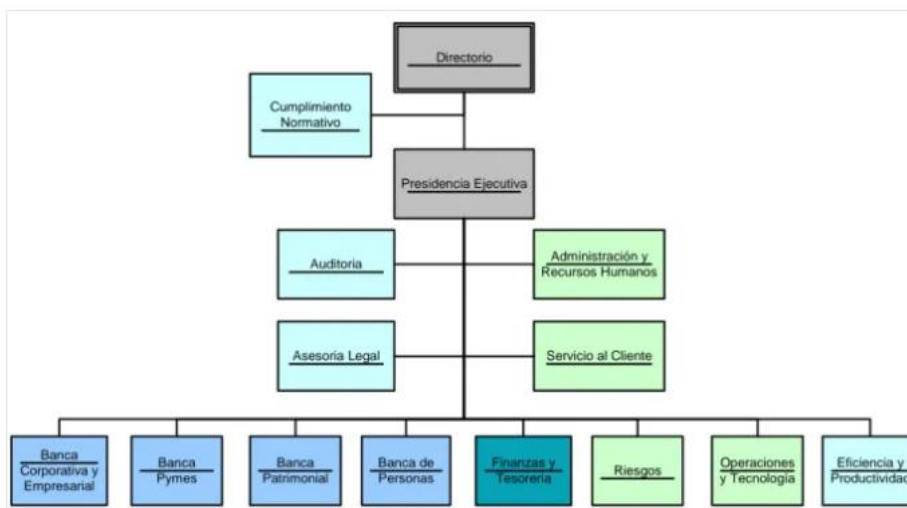 Directorio
Cumplimiento
Normativo
Presidencia Ejecutiva
Auditoria
Administración y
Recursos Humanos
Asesoria Legal
Servicio al Cliente
Banca
Corporativa y
Empresarial
Banca
Pymes
Banca
Patrimonial
Banca de
Personas
Finanzas y
Tesorería
Riesgos
Operaciones
y Tecnología
Eficiencia y
Productividad